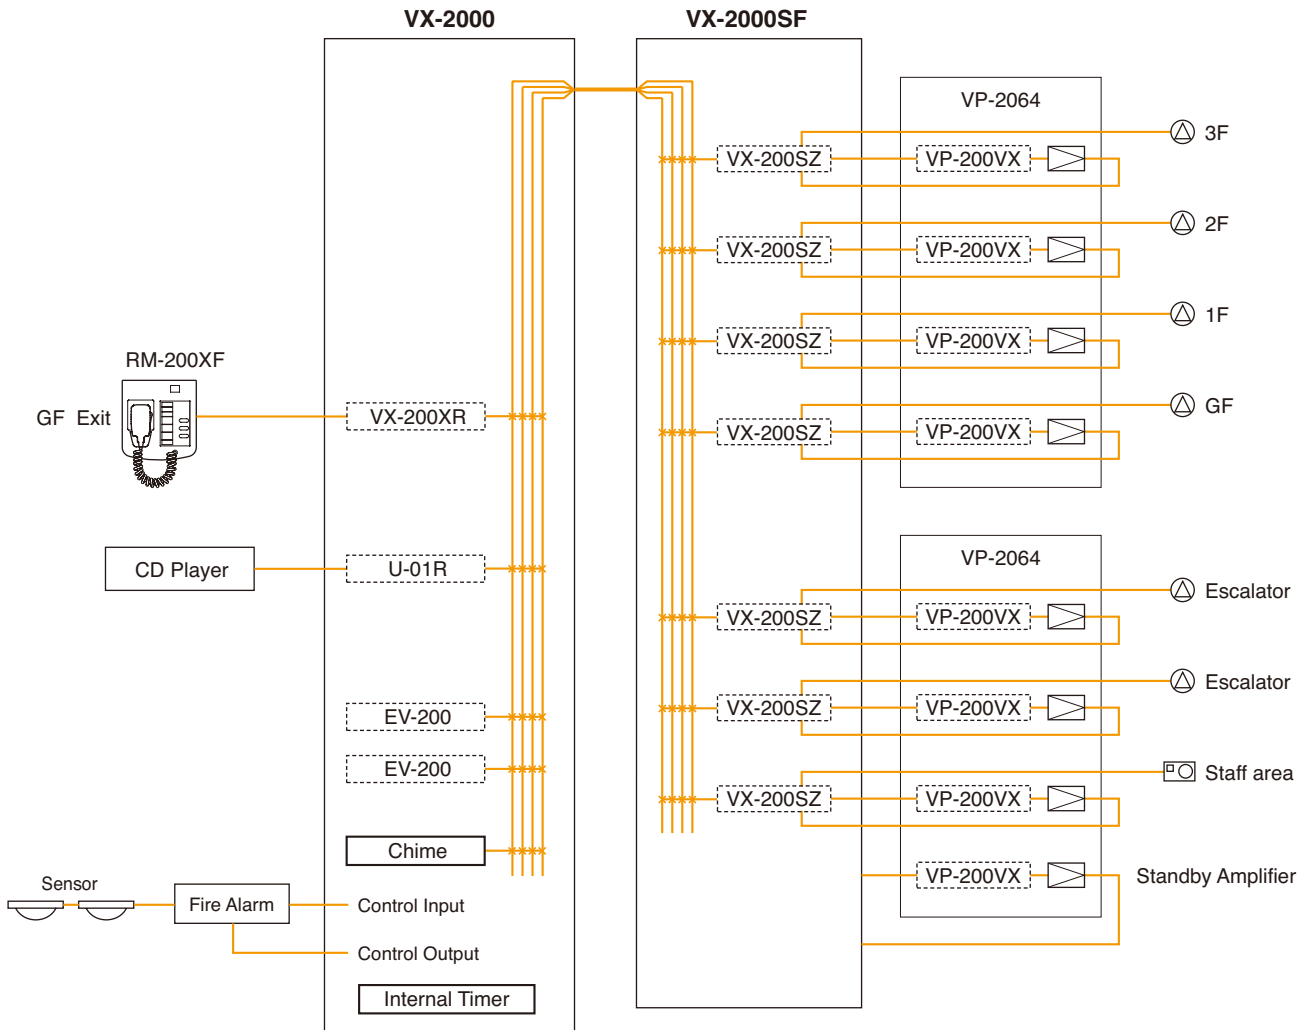 VX-2000
VX-2000SF
VP-2064
3F
VX-200SZ
VP-200VX
2F
VX-200SZ
VP-200VX
1F
VX-200SZ
VP-200VX
RM-200XF
GF Exit
VX-200XR
GF
VX-200SZ
VP-200VX
CD Player
U-01R
VP-2064
Escalator
VX-200SZ
VP-200VX
Escalator
EV-200
VX-200SZ
VP-200VX
EV-200
Staff area
VX-200SZ
VP-200VX
Chime
VP-200VX
Standby Amplifier
Sensor
Fire Alarm
Control Input
Control Output
Internal Timer